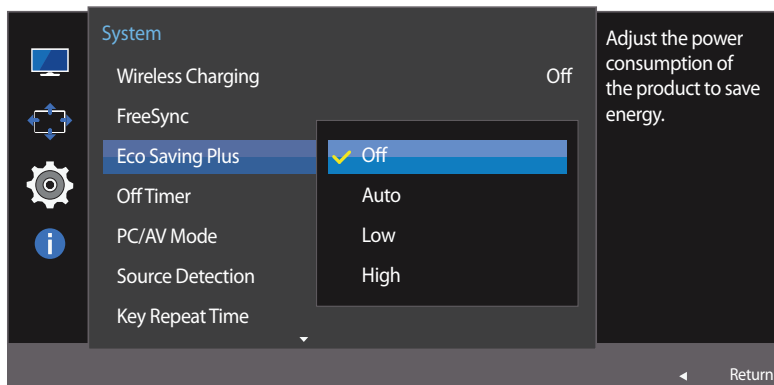 System
Wireless Charging Off
FreeSync
Eco Saving Plus
Off Timer
PC/AV Mode
Source Detection
Key Repeat Time
Off
Auto
Low
High
Adjust the power
consumption of
the product to save
energy.
Return